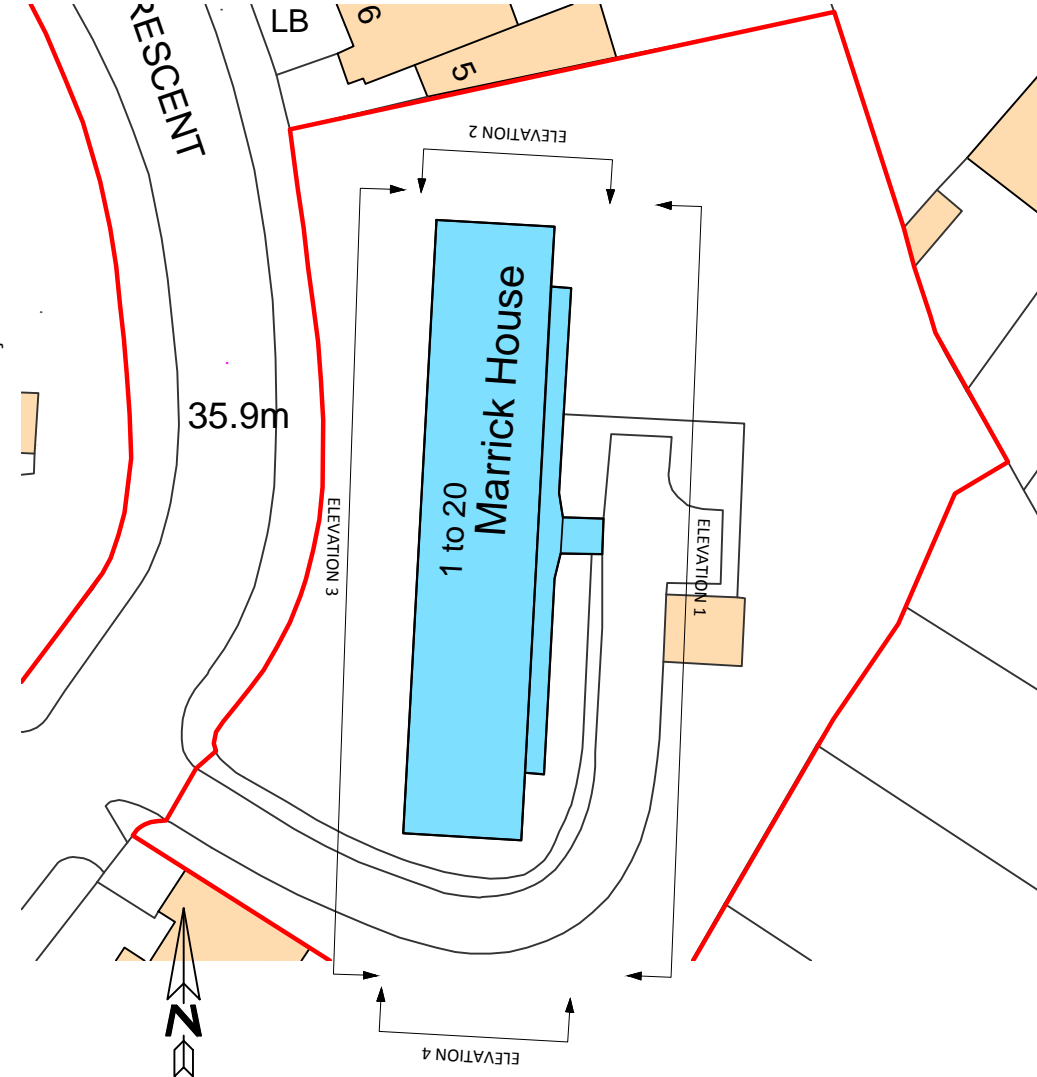 RESCENT
LB
6
5
ELEVATION 2
Marrick House
1 to 20
35.9m
ELEVATION 3
ELEVATION 1
N
ELEVATION 4